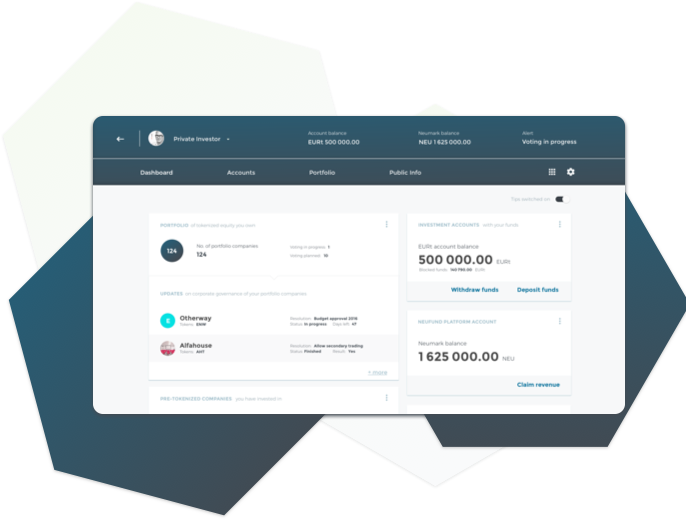 Private Investor
Account balance
EURt 500 000.00
Neumark balance
NEU 1 625 000.00
Alert
Voting in progress
Dashboard
Accounts
Portfolio
Public Info
Tips switched on
PORTFOLIO of tokenized equity you own
124
No. of portfolio companies
124
Voting in progress 1
Voting planned 10
UPDATES on corporate governance of your portfolio companies
Otherway
Resolution Budget approval 2018
Status In progress Days left
Alfahouse
Tokens AHT
Resolution Allow secondary trading
Status Finished Result Yes
PRE-TOKENIZED COMPANIES you have invested in
INVESTMENT ACCOUNTS with your funds
EURt account balance
500 000.00 EURt
Blocked funds EURt
Withdraw funds
Deposit funds
NEUFUND PLATFORM ACCOUNT
Neumark balance
1 625 000.00 NEU
Claim revenue